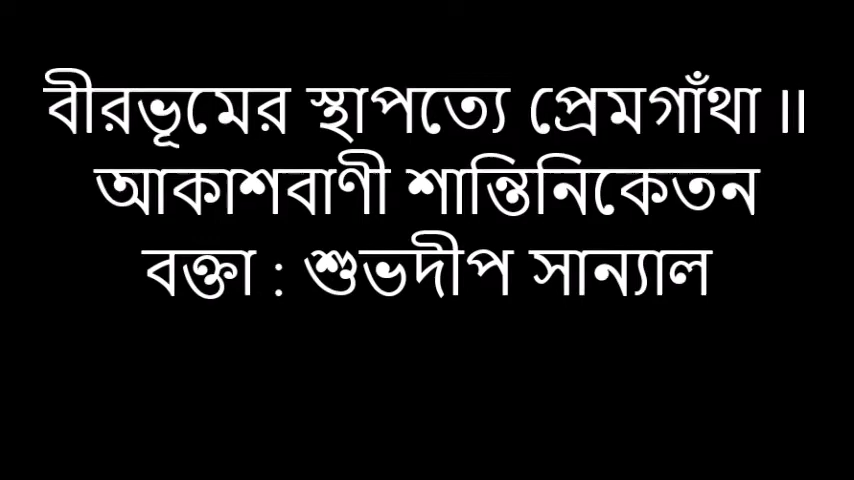 বীরভূমের স্থাপত্যে প্রেমগাঁথা ॥
আকাশবাণী শান্তিনিকেতন
বক্তা : শুভদীপ সান্যাল